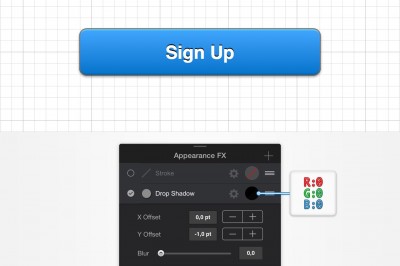 Sign Up
Appearance FX
Stroke
Drop Shadow
R:0
G:0
B:0
X Offset 0,0 pt
Y Offset -1,0 pt
Blur 0,0